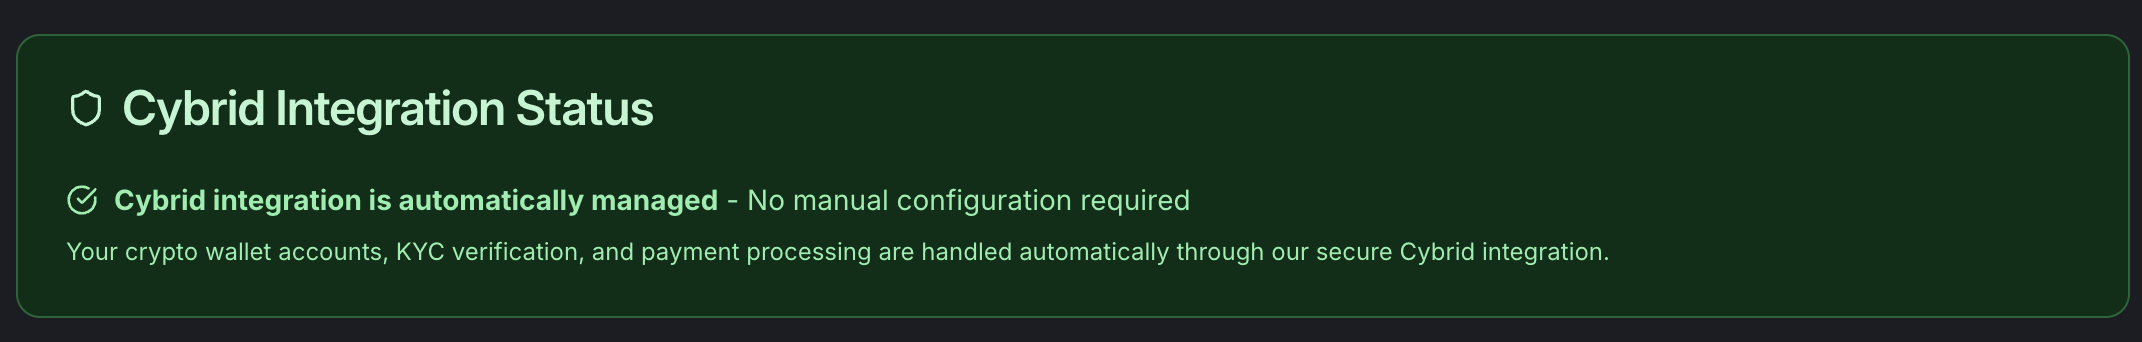 Cybrid Integration Status
Cybrid integration is automatically managed - No manual configuration required
Your crypto wallet accounts, KYC verification, and payment processing are handled automatically through our secure Cybrid integration.